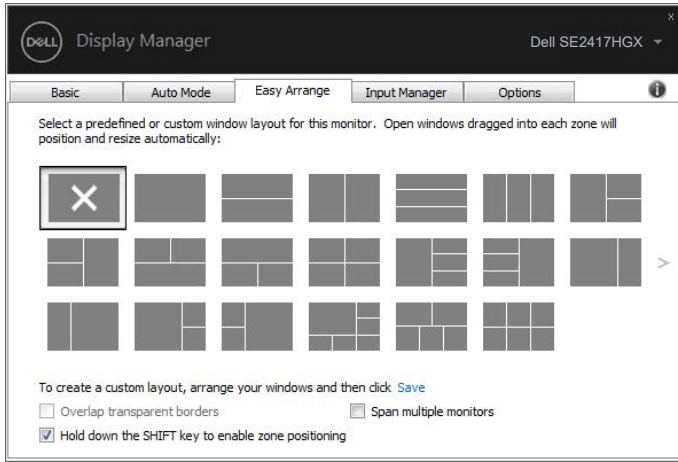 x
DELL Display Manager Dell SE2417HGX
Basic Auto Mode Easy Arrange Input Manager Options i
Select a predefined or custom window layout for this monitor. Open windows dragged into each zone will
position and resize automatically:
>
To create a custom layout, arrange your windows and then click Save
Overlap transparent borders Span multiple monitors
Hold down the SHIFT key to enable zone positioning